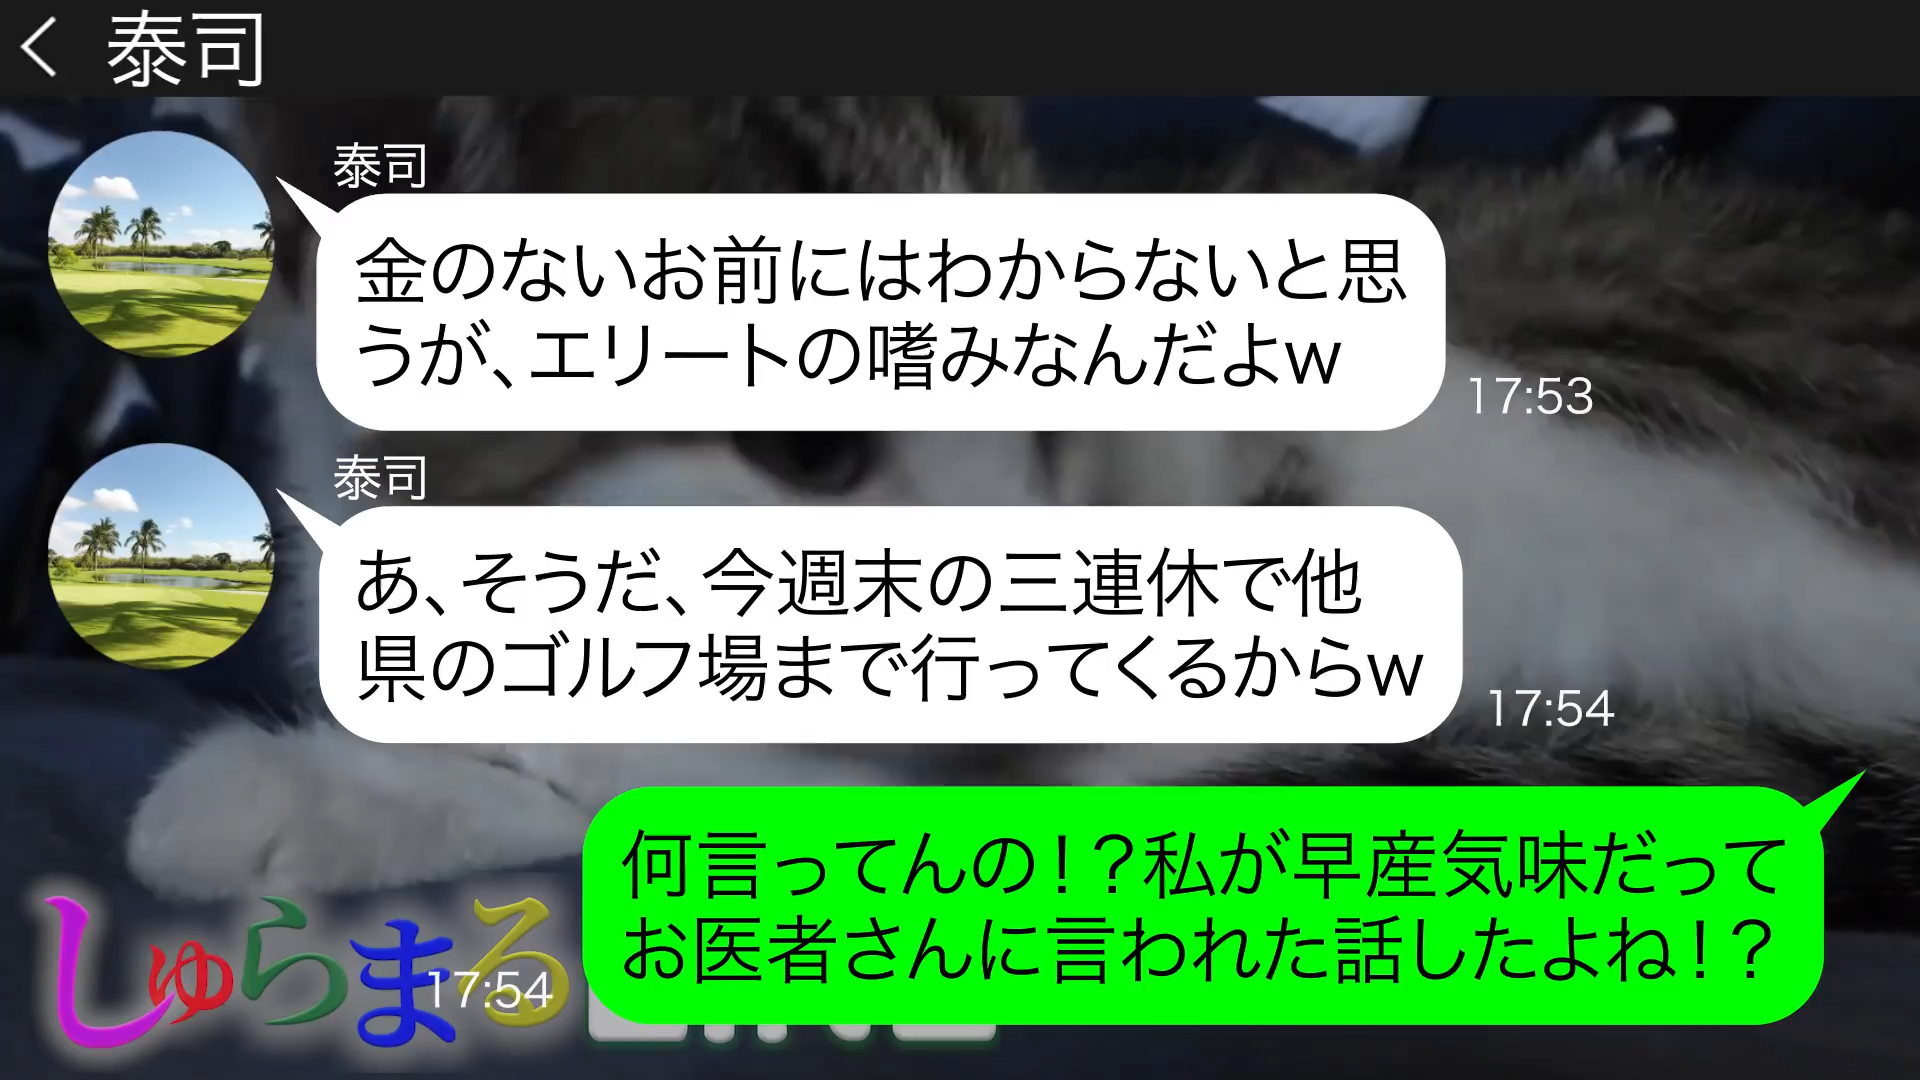 泰司
泰司
金のないお前にはわからないと思
うが、エリートの嗜みなんだよw
17:53
泰司
あ、そうだ、今週末の三連休で他
県のゴルフ場まで行ってくるからw
17:54
何言ってんの！？私が早産気味だって
お医者さんに言われた話したよね！？
17:54
しゅらまる